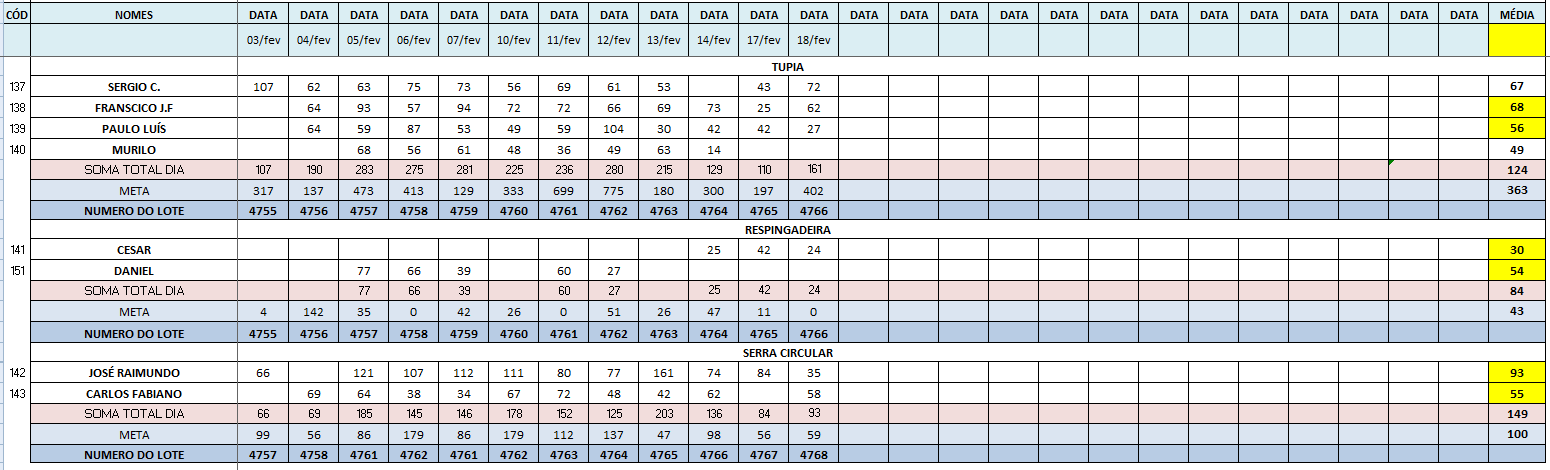 CÓD NOMES DATA DATA DATA DATA DATA DATA DATA DATA DATA DATA DATA DATA DATA DATA DATA DATA DATA DATA DATA DATA DATA DATA DATA DATA DATA MÉDIA
03/fev 04/fev 05/fev 06/fev 07/fev 10/fev 11/fev 12/fev 13/fev 14/fev 17/fev 18/fev
TUPIA
137 SERGIO C. 107 62 63 75 73 56 69 61 53 43 72 67
138 FRANSCICO J.F 64 93 57 94 72 72 66 69 73 25 62 68
139 PAULO LUÍS 64 59 87 53 49 59 104 30 42 42 27 56
140 MURILO 68 56 61 48 36 49 63 14 49
SOMA TOTAL DIA 107 190 283 275 281 225 236 280 215 129 110 161 124
META 317 137 473 413 129 333 699 775 180 300 197 402 363
NUMERO DO LOTE 4755 4756 4757 4758 4759 4760 4761 4762 4763 4764 4765 4766
RESPINGADEIRA
141 CESAR 25 42 24 30
151 DANIEL 77 66 39 60 27 54
SOMA TOTAL DIA 77 66 39 60 27 25 42 24 84
META 4 142 35 0 42 26 0 51 26 47 11 0 43
NUMERO DO LOTE 4755 4756 4757 4758 4759 4760 4761 4762 4763 4764 4765 4766
SERRA CIRCULAR
142 JOSÉ RAIMUNDO 66 121 107 112 111 80 77 161 74 84 35 93
143 CARLOS FABIANO 69 64 38 34 67 72 48 42 62 58 55
SOMA TOTAL DIA 66 69 185 145 146 178 152 125 203 136 84 93 149
META 99 56 86 179 86 179 112 137 47 98 56 59 100
NUMERO DO LOTE 4757 4758 4761 4762 4761 4762 4763 4764 4765 4766 4767 4768